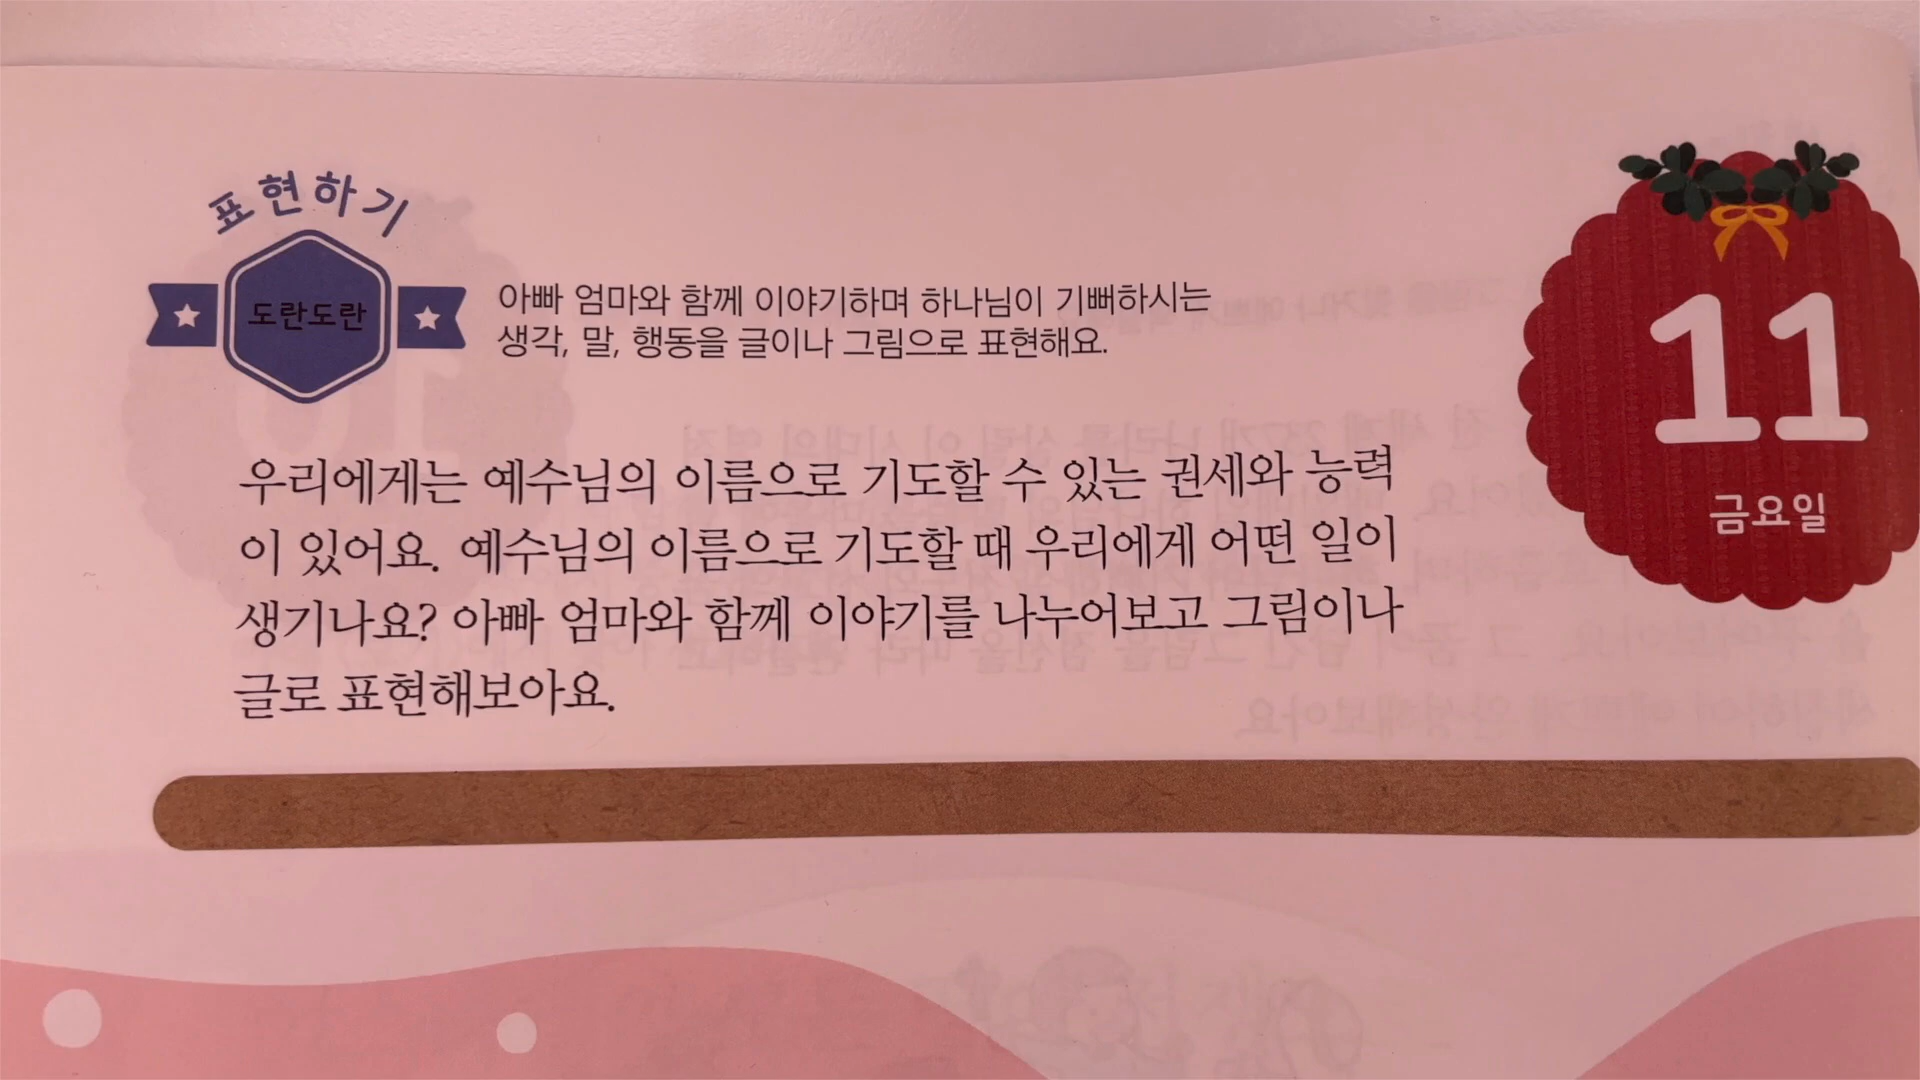 표현하기
도란도란
아빠 엄마와 함께 이야기하며 하나님이 기뻐하시는
생각, 말, 행동을 글이나 그림으로 표현해요.
11
금요일
우리에게는 예수님의 이름으로 기도할 수 있는 권세와 능력
이 있어요. 예수님의 이름으로 기도할 때 우리에게 어떤 일이
생기나요? 아빠 엄마와 함께 이야기를 나누어보고 그림이나
글로 표현해보아요.